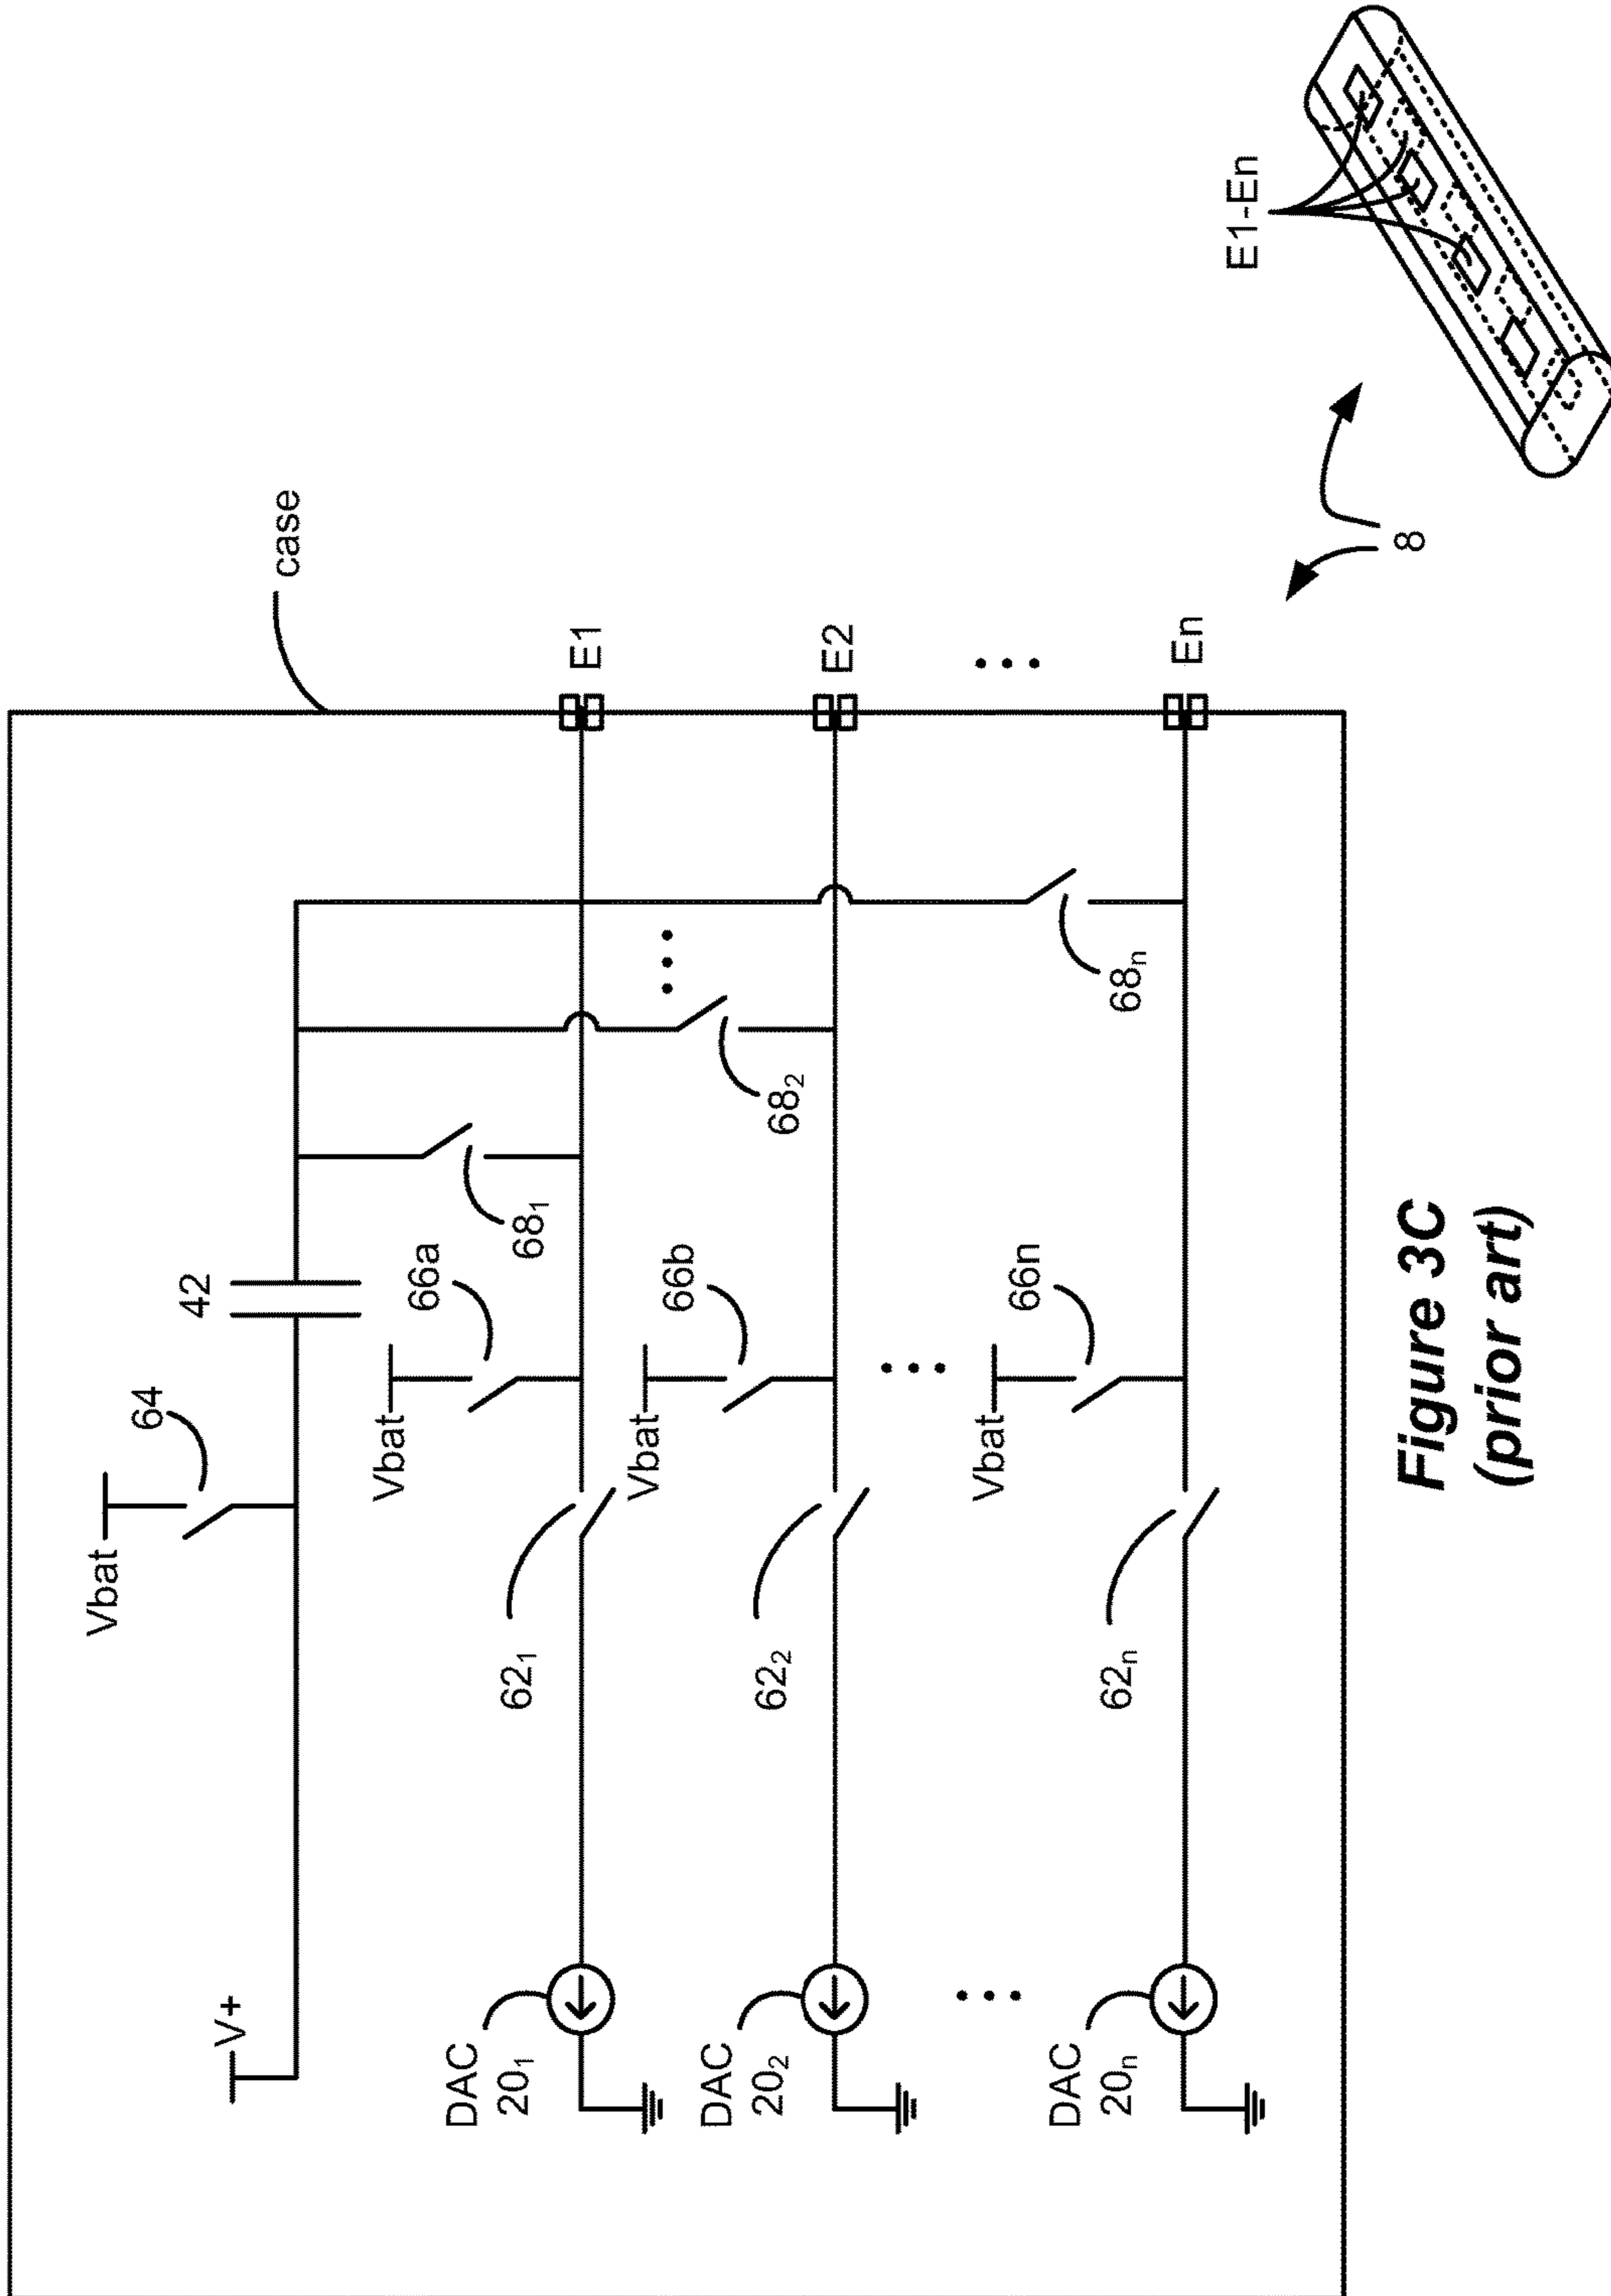 Vbat
64
V+
42
case
Vbat
66a
68₁
62₁
DAC
20₁
E1
Vbat
66b
68₂
62₂
DAC
20₂
E2
Vbat
66n
68ₙ
62ₙ
DAC
20ₙ
En
8
E1-En
Figure 3C
(prior art)